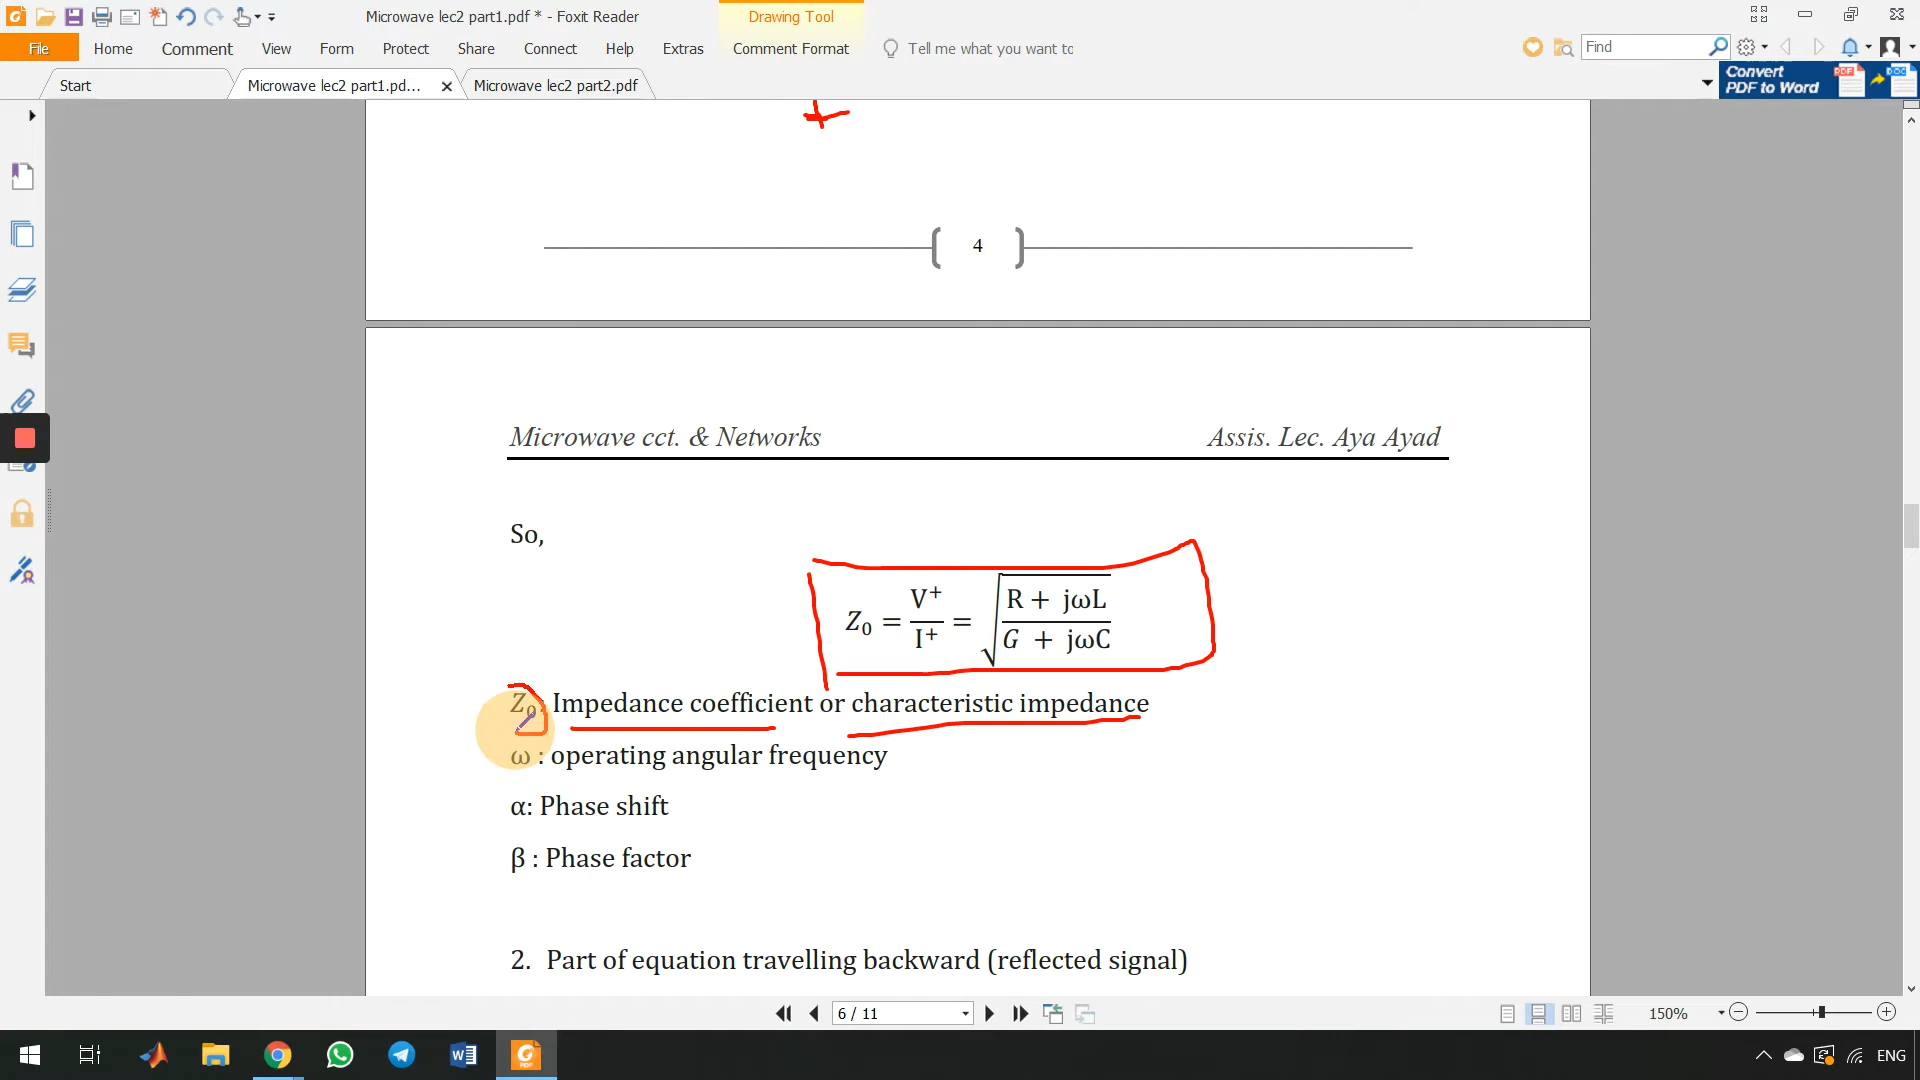 Microwave lec2 part1.pdf * - Foxit Reader
Drawing Tool
File Home Comment View Form Protect Share Connect Help Extras Comment Format Tell me what you want to
Find
Start
Microwave lec2 part1.pd...
Microwave lec2 part2.pdf
Convert
PDF to Word
4
Microwave cct. & Networks Assis. Lec. Aya Ayad
So,
Z₀ = V⁺/I⁺ = √((R + jωL)/(G + jωC))
Z₀: Impedance coefficient or characteristic impedance
ω : operating angular frequency
α: Phase shift
β : Phase factor
2. Part of equation travelling backward (reflected signal)
6 / 11
150%
ENG